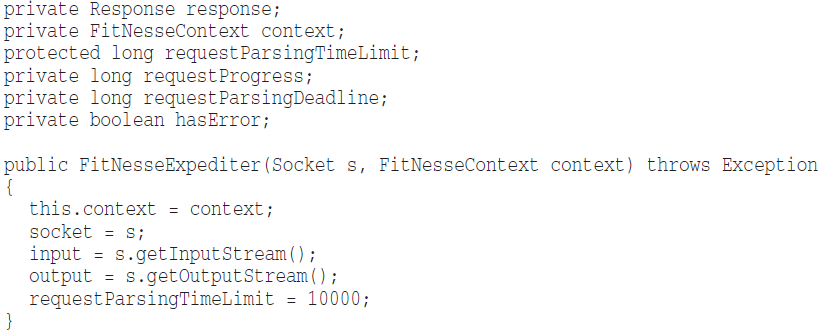 private Response response;
private FitNesseContext context;
protected long requestParsingTimeLimit;
private long requestProgress;
private long requestParsingDeadline;
private boolean hasError;

public FitNesseExpediter(Socket s, FitNesseContext context) throws Exception
{
  this.context = context;
  socket = s;
  input = s.getInputStream();
  output = s.getOutputStream();
  requestParsingTimeLimit = 10000;
}